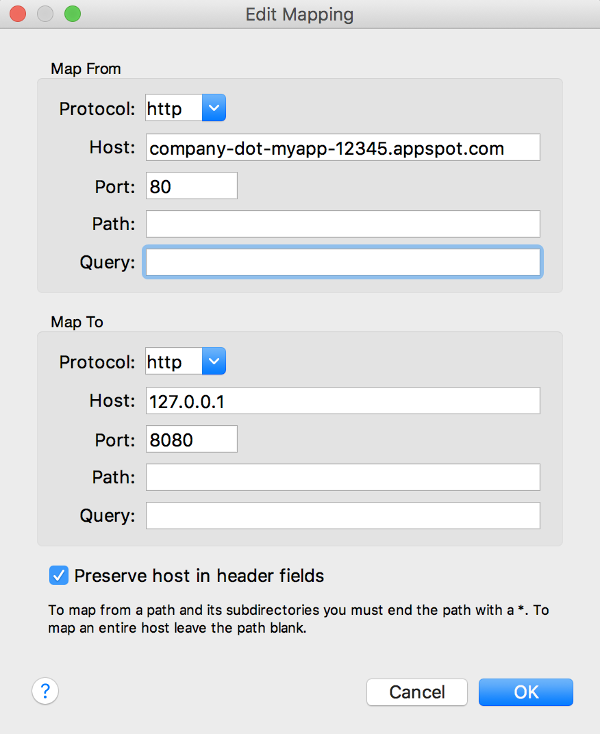 Edit Mapping
Map From
Protocol: http
Host: company-dot-myapp-12345.appspot.com
Port: 80
Path:
Query:
Map To
Protocol: http
Host: 127.0.0.1
Port: 8080
Path:
Query:
Preserve host in header fields
To map from a path and its subdirectories you must end the path with a *. To
map an entire host leave the path blank.
? Cancel OK